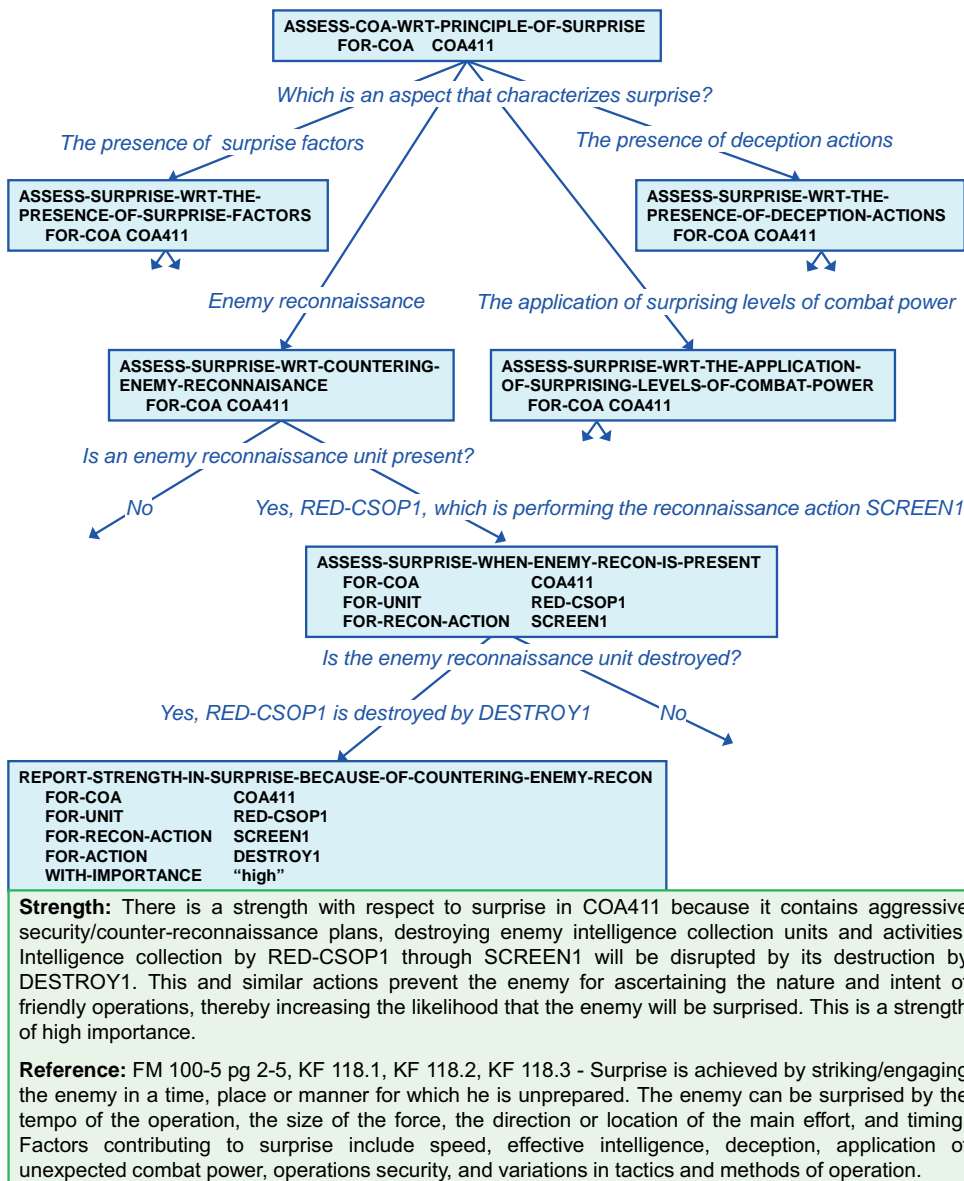 ASSESS-COA-WRT-PRINCIPLE-OF-SURPRISE
FOR-COA COA411
Which is an aspect that characterizes surprise?
The presence of surprise factors
The presence of deception actions
ASSESS-SURPRISE-WRT-THE-
PRESENCE-OF-SURPRISE-FACTORS
FOR-COA COA411
ASSESS-SURPRISE-WRT-THE-
PRESENCE-OF-DECEPTION-ACTIONS
FOR-COA COA411
Enemy reconnaissance
The application of surprising levels of combat power
ASSESS-SURPRISE-WRT-COUNTERING-
ENEMY-RECONNAISANCE
FOR-COA COA411
ASSESS-SURPRISE-WRT-THE-APPLICATION-
OF-SURPRISING-LEVELS-OF-COMBAT-POWER
FOR-COA COA411
Is an enemy reconnaissance unit present?
No
Yes, RED-CSOP1, which is performing the reconnaissance action SCREEN1
ASSESS-SURPRISE-WHEN-ENEMY-RECON-IS-PRESENT
FOR-COA COA411
FOR-UNIT RED-CSOP1
FOR-RECON-ACTION SCREEN1
Is the enemy reconnaissance unit destroyed?
Yes, RED-CSOP1 is destroyed by DESTROY1
No
REPORT-STRENGTH-IN-SURPRISE-BECAUSE-OF-COUNTERING-ENEMY-RECON
FOR-COA COA411
FOR-UNIT RED-CSOP1
FOR-RECON-ACTION SCREEN1
FOR-ACTION DESTROY1
WITH-IMPORTANCE “high”
Strength: There is a strength with respect to surprise in COA411 because it contains aggressive
security/counter-reconnaissance plans, destroying enemy intelligence collection units and activities
Intelligence collection by RED-CSOP1 through SCREEN1 will be disrupted by its destruction by
DESTROY1. This and similar actions prevent the enemy for ascertaining the nature and intent of
friendly operations, thereby increasing the likelihood that the enemy will be surprised. This is a strength
of high importance.
Reference: FM 100-5 pg 2-5, KF 118.1, KF 118.2, KF 118.3 - Surprise is achieved by striking/engaging
the enemy in a time, place or manner for which he is unprepared. The enemy can be surprised by the
tempo of the operation, the size of the force, the direction or location of the main effort, and timing
Factors contributing to surprise include speed, effective intelligence, deception, application of
unexpected combat power, operations security, and variations in tactics and methods of operation.